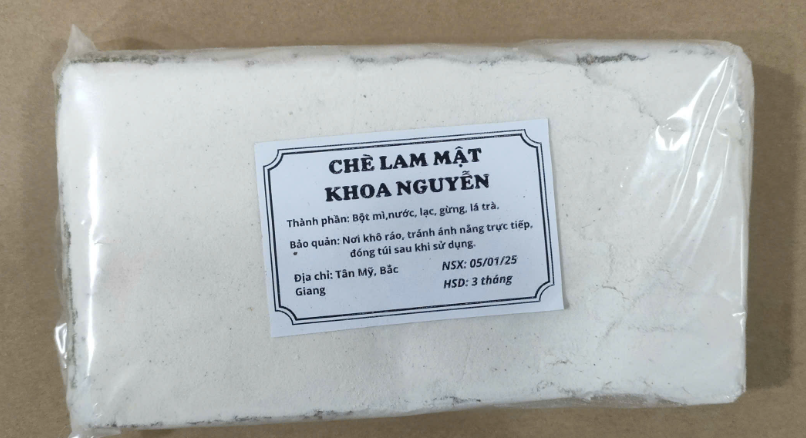 CHÈ LAM MẬT
KHOA NGUYỄN
Thành phần: Bột mì,nước, lạc, gừng, lá trà.
Bảo quản: Nơi khô ráo, tránh ánh nắng trực tiếp,
đóng túi sau khi sử dụng.
Địa chỉ: Tân Mỹ, Bắc
Giang
NSX: 05/01/25
HSD: 3 tháng